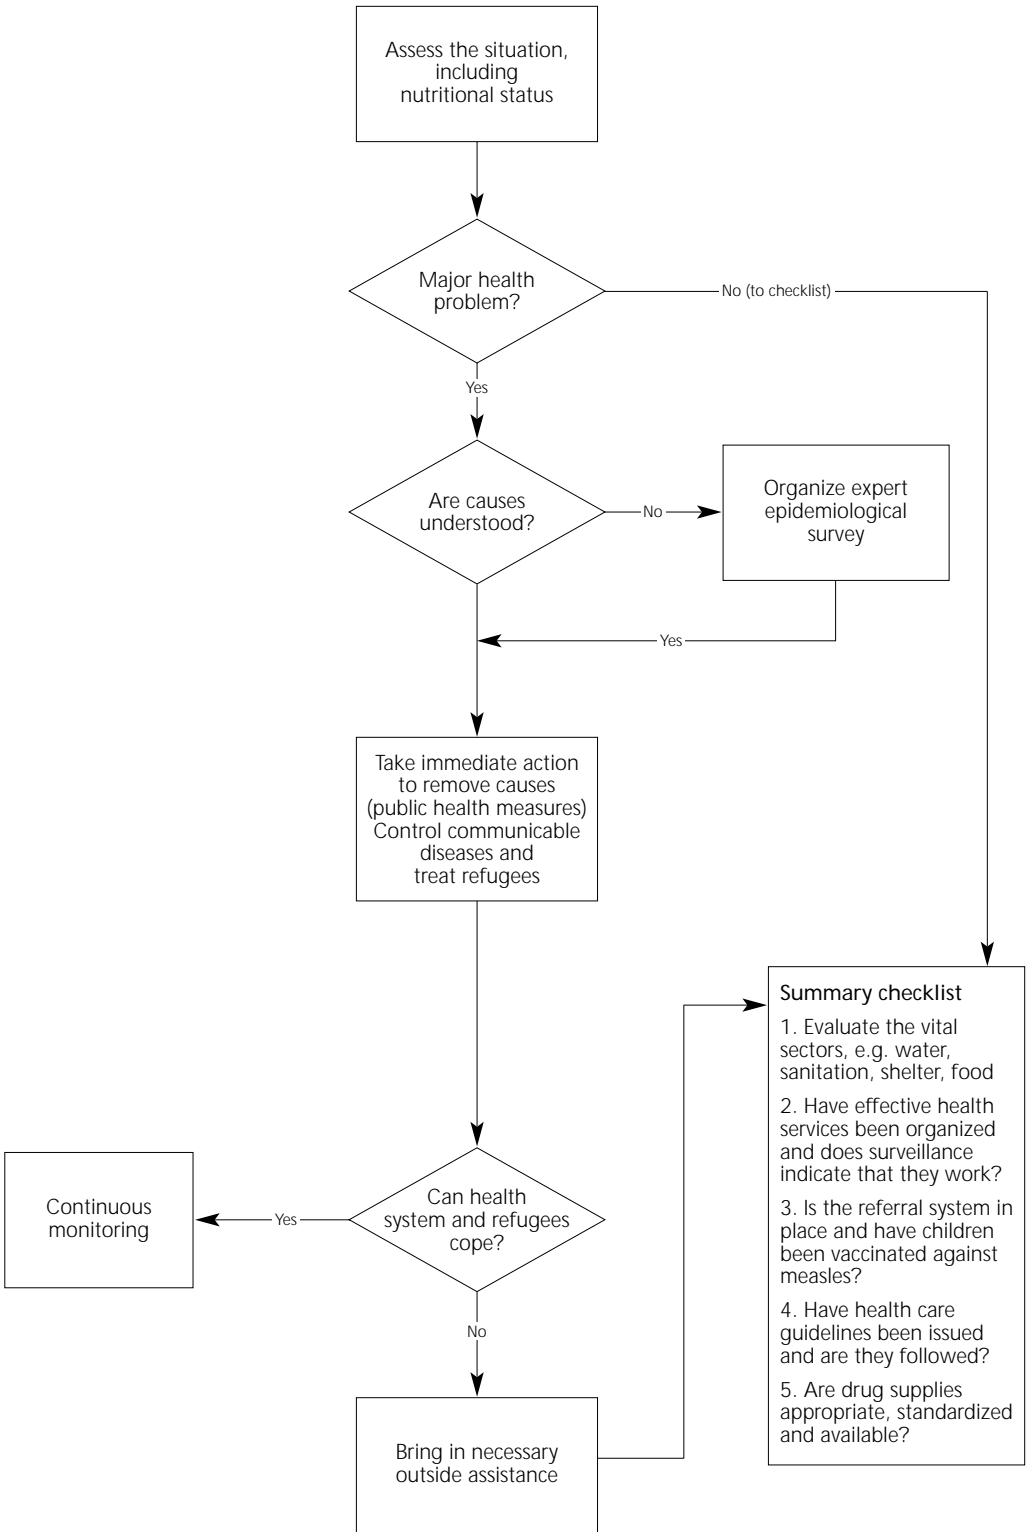 Assess the situation,
including
nutritional status
Major health
problem?
No (to checklist)
Yes
Are causes
understood?
No
Organize expert
epidemiological
survey
Yes
Take immediate action
to remove causes
(public health measures)
Control communicable
diseases and
treat refugees
Can health
system and refugees
cope?
Yes
Continuous
monitoring
No
Bring in necessary
outside assistance
Summary checklist
1. Evaluate the vital
sectors, e.g. water,
sanitation, shelter, food
2. Have effective health
services been organized
and does surveillance
indicate that they work?
3. Is the referral system in
place and have children
been vaccinated against
measles?
4. Have health care
guidelines been issued
and are they followed?
5. Are drug supplies
appropriate, standardized
and available?